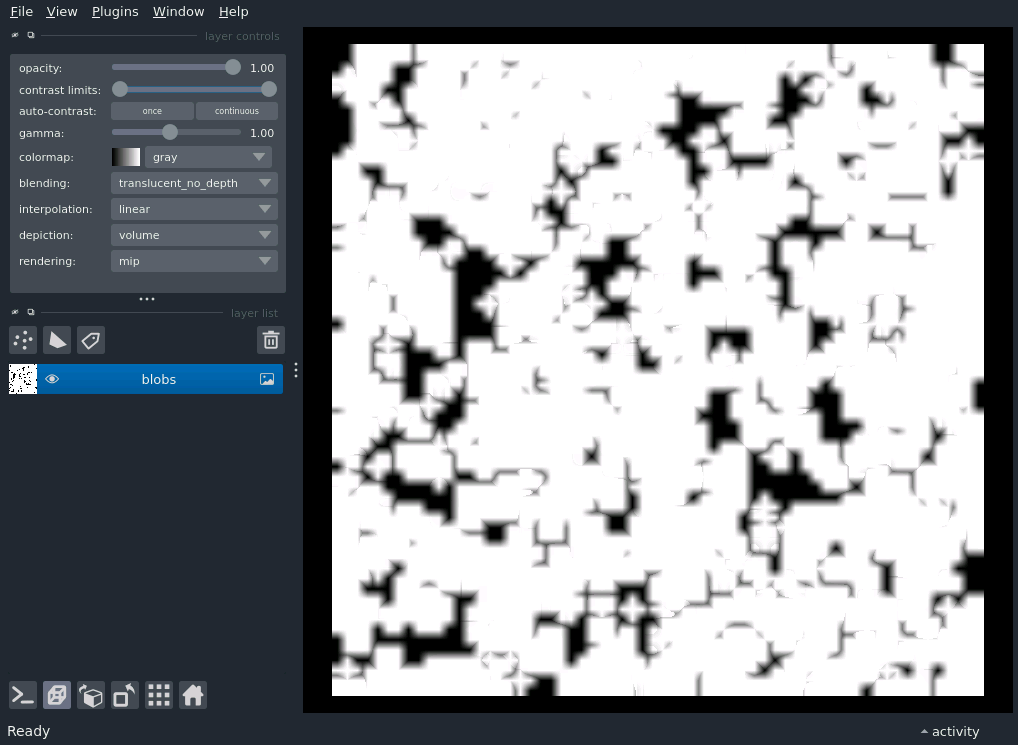 File View Plugins Window Help
layer controls
opacity: 1.00
contrast limits:
auto-contrast: once continuous
gamma: 1.00
colormap: gray
blending: translucent_no_depth
interpolation: linear
depiction: volume
rendering: mip
layer list
blobs
Ready activity